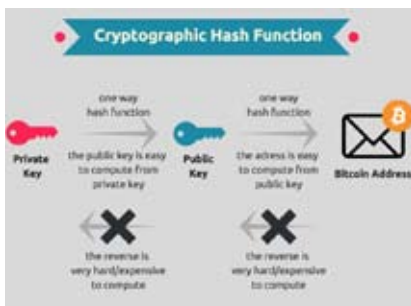 Cryptographic Hash Function
one way
hash function
one way
hash function
Private
Key
the public key is easy
to compute from
private key
Public
Key
the adress is easy
to compute from
public key
Bitcoin Address
the reverse is
very hard/expensive
to compute
the reverse is
very hard/expensive
to compute